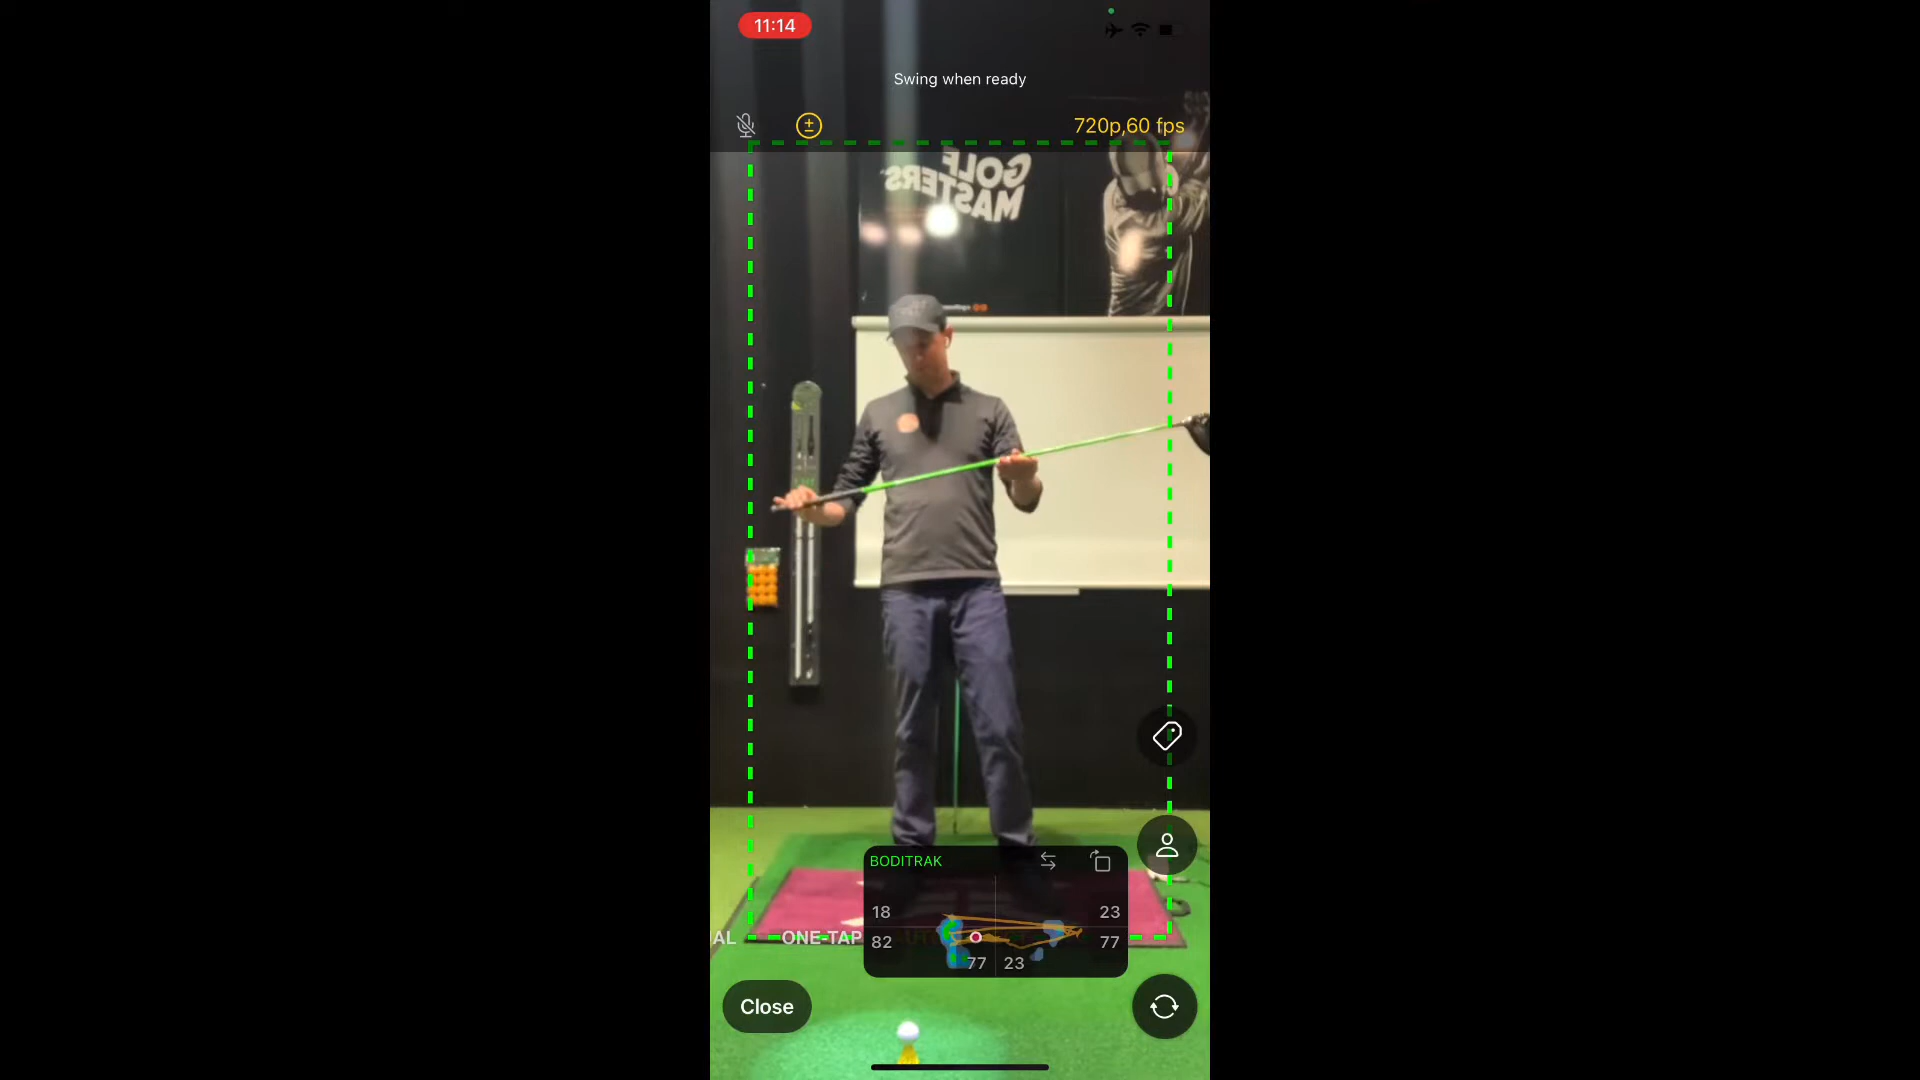 11:14
Swing when ready
720p,60 fps
GOLF
MASTERS
BODITRAK
18
23
AL
ONE-TAP
82
77
77
23
Close